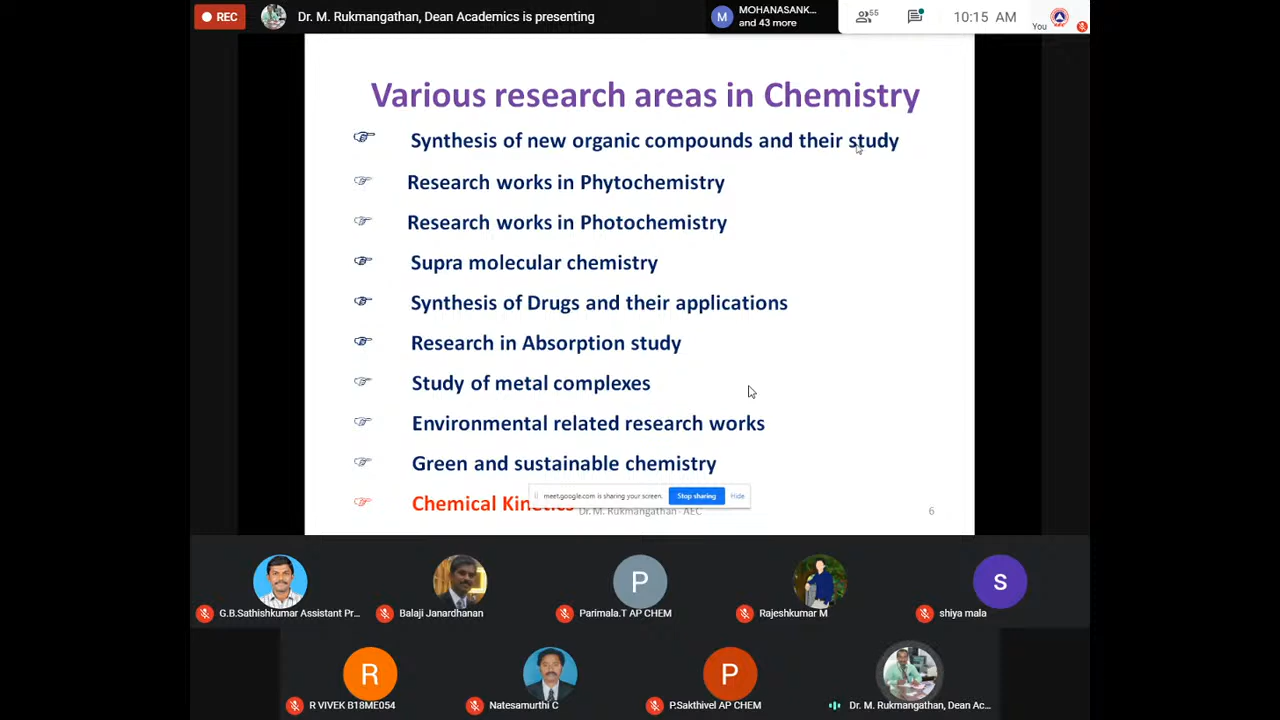 REC
Dr. M. Rukmangathan, Dean Academics is presenting
M
MOHANASANK...
and 43 more
55
10:15 AM
You
Various research areas in Chemistry
Synthesis of new organic compounds and their study
Research works in Phytochemistry
Research works in Photochemistry
Supra molecular chemistry
Synthesis of Drugs and their applications
Research in Absorption study
Study of metal complexes
Environmental related research works
Green and sustainable chemistry
Chemical Kinetics
meet.google.com is sharing your screen.
Stop sharing
Hide
Dr. M. Rukmangathan - AEC
6
P
S
G.B.Sathishkumar Assistant Pr...
Balaji Janardhanan
Parimala.T AP CHEM
Rajeshkumar M
shiya mala
R
P
R VIVEK B18ME054
Natesamurthi C
P.Sakthivel AP CHEM
Dr. M. Rukmangathan, Dean Ac...